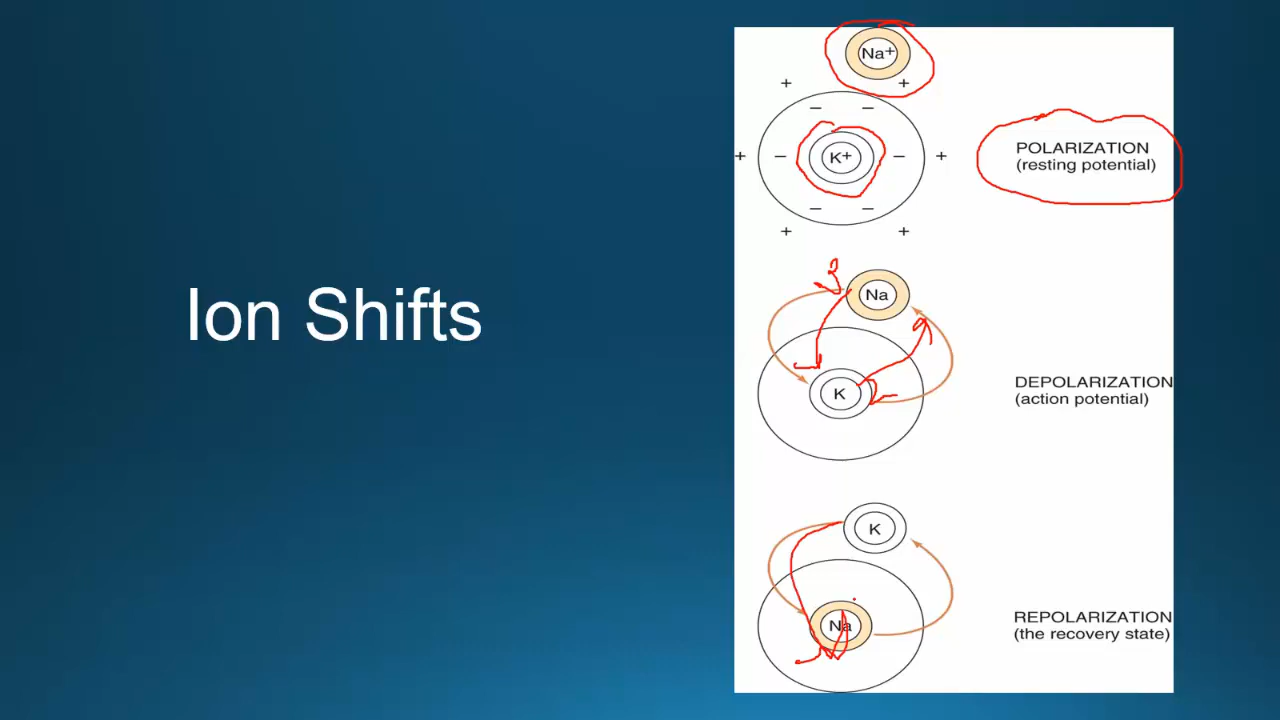 Ion Shifts
Na+
+ +
− −
+ − K+ − +
− −
+ +
POLARIZATION
(resting potential)
Na
K
DEPOLARIZATION
(action potential)
K
Na
REPOLARIZATION
(the recovery state)